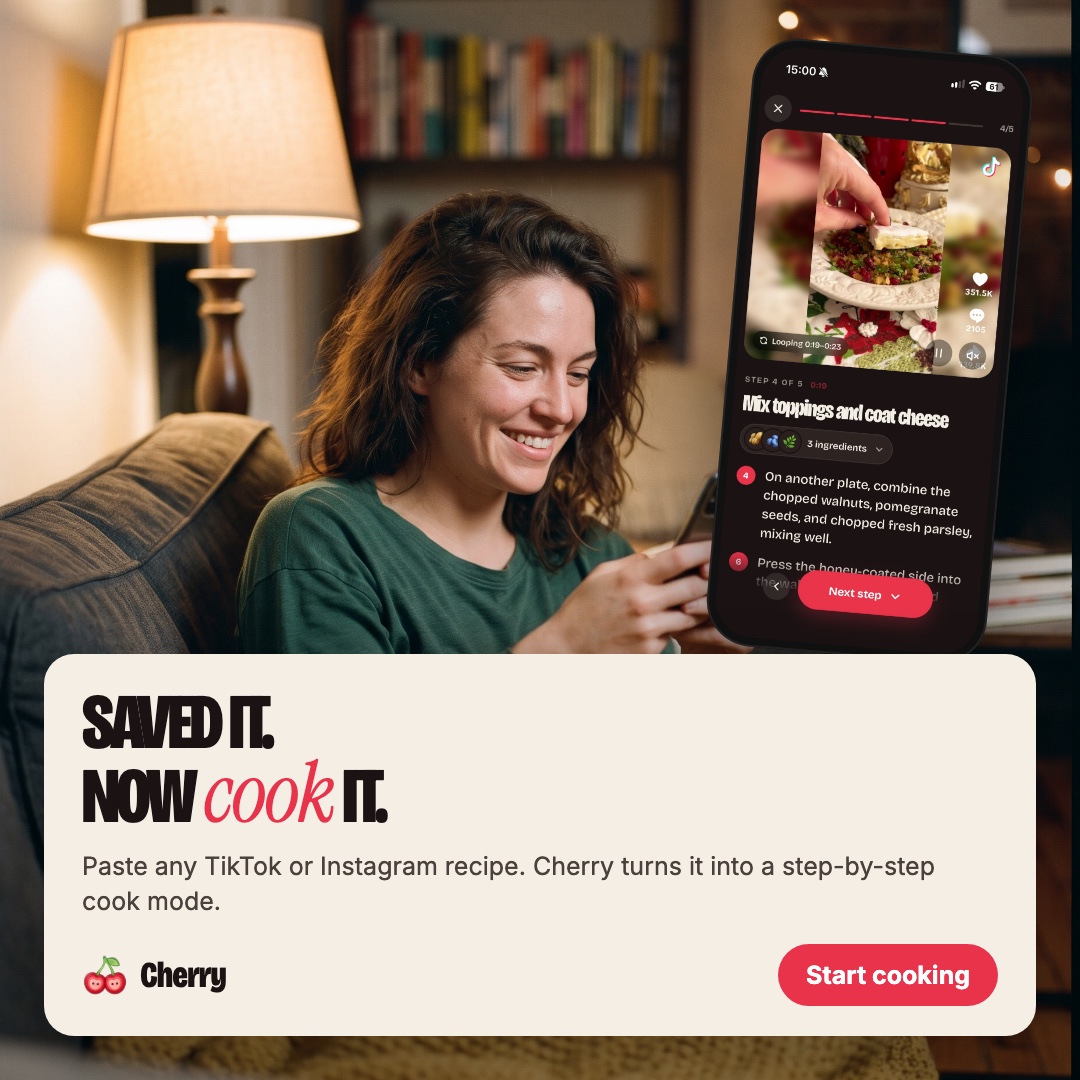 15:00
61
4/5
351.5K
2105
Looping 0:19–0:23
STEP 4 OF 5 0:19
Mix toppings and coat cheese
3 ingredients
4
On another plate, combine the
chopped walnuts, pomegranate
seeds, and chopped fresh parsley,
mixing well.
6
Press the honey-coated side into
Next step
SAVED IT.
NOW cook IT.
Paste any TikTok or Instagram recipe. Cherry turns it into a step-by-step
cook mode.
Cherry
Start cooking